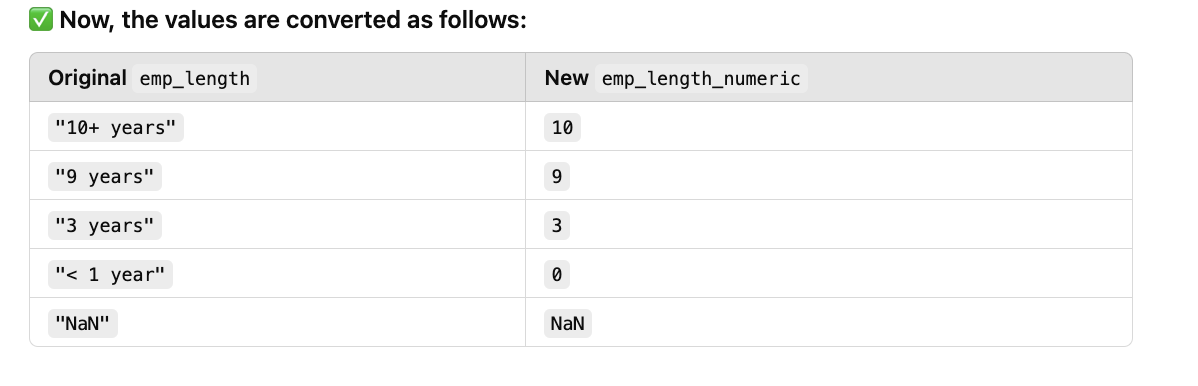 ✅ Now, the values are converted as follows:
Original emp_length New emp_length_numeric
"10+ years" 10
"9 years" 9
"3 years" 3
"< 1 year" 0
"NaN" NaN